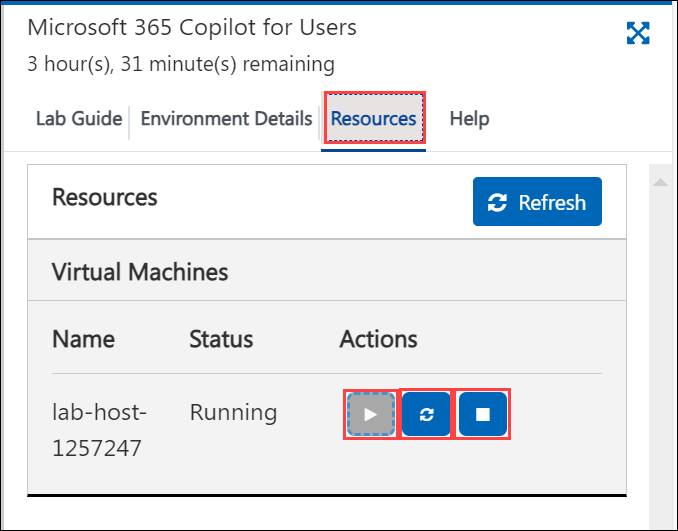 Microsoft 365 Copilot for Users
3 hour(s), 31 minute(s) remaining
Lab Guide Environment Details Resources Help
Resources Refresh
Virtual Machines
Name Status Actions
lab-host- Running
1257247